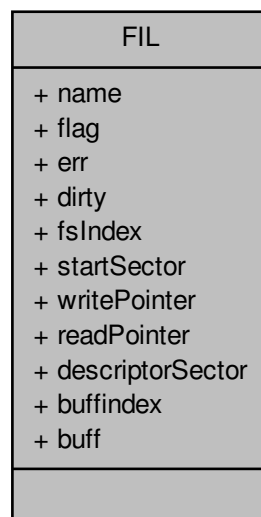 FIL
+ name
+ flag
+ err
+ dirty
+ fsIndex
+ startSector
+ writePointer
+ readPointer
+ descriptorSector
+ buffindex
+ buff